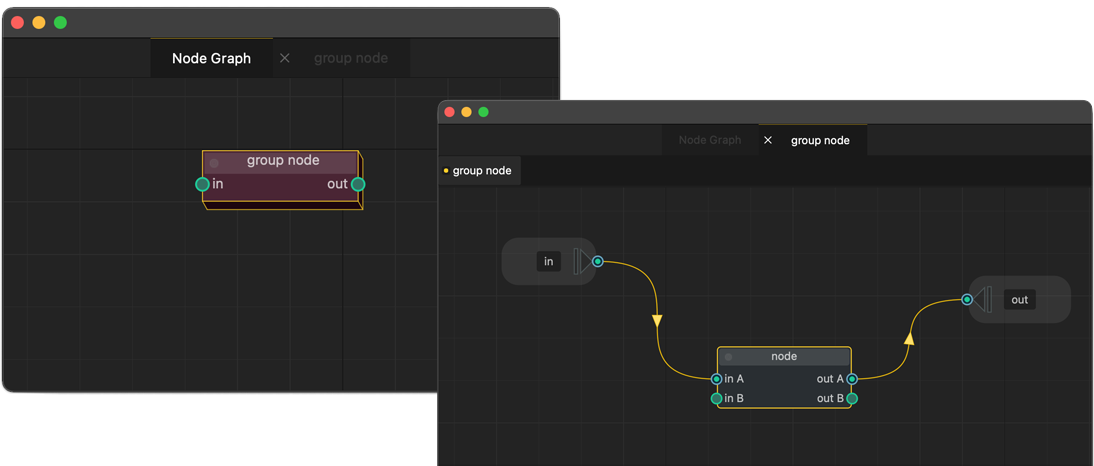 Node Graph
group node
group node
in out
Node Graph
group node
group node
in
out
node
in A out A
in B out B